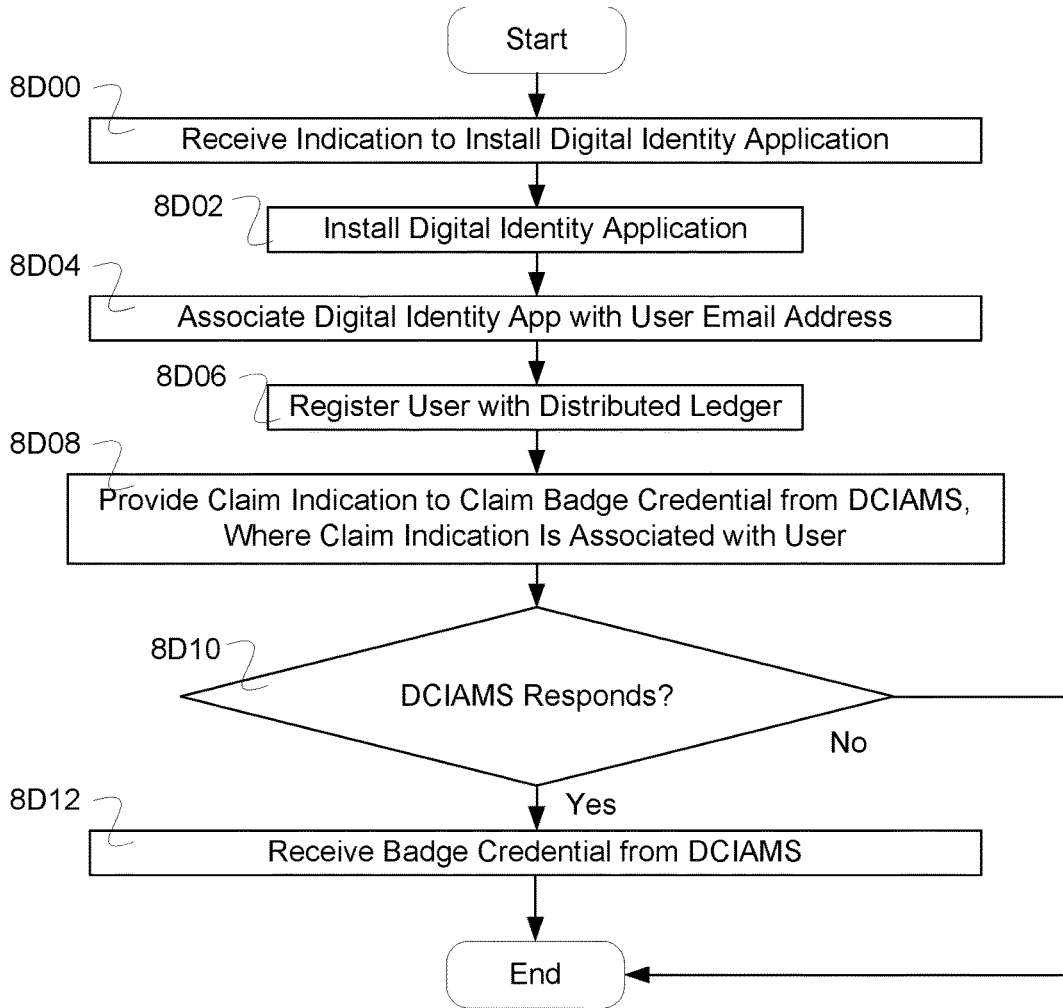 Start
8D00
Receive Indication to Install Digital Identity Application
8D02
Install Digital Identity Application
8D04
Associate Digital Identity App with User Email Address
8D06
Register User with Distributed Ledger
8D08
Provide Claim Indication to Claim Badge Credential from DCIAMS,
Where Claim Indication Is Associated with User
8D10
DCIAMS Responds?
No
Yes
8D12
Receive Badge Credential from DCIAMS
End